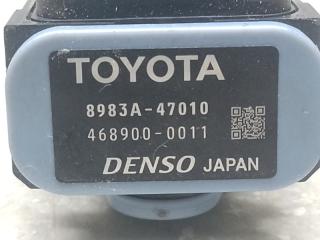 TOYOTA
8983A-47010
468900-0011
DENSO JAPAN